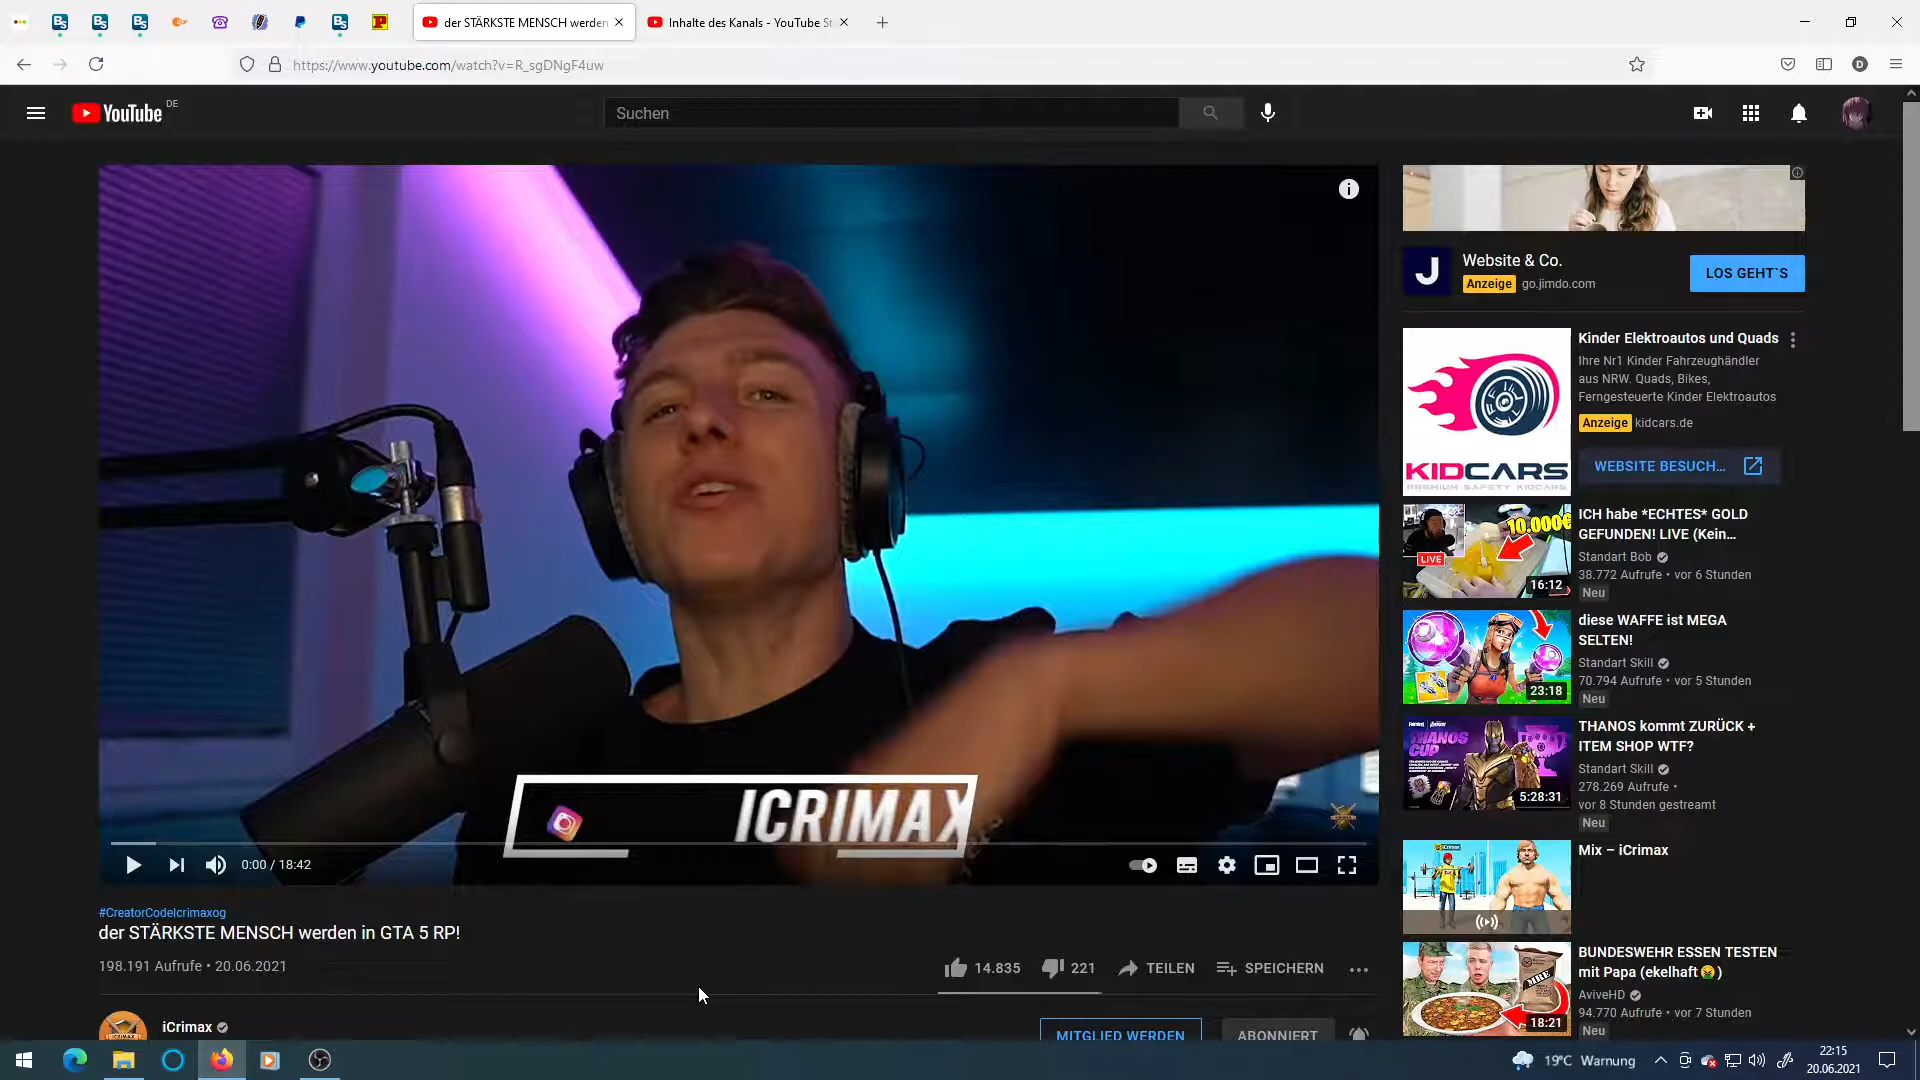 der STÄRKSTE MENSCH werden
Inhalte des Kanals - YouTube St
https://www.youtube.com/watch?v=R_sgDNgF4uw
YouTube DE
Suchen
ICRIMAX
0:00 / 18:42
#CreatorCodeIcrimaxog
der STÄRKSTE MENSCH werden in GTA 5 RP!
198.191 Aufrufe • 20.06.2021
14.835
221
TEILEN
SPEICHERN
iCrimax
MITGLIED WERDEN
ABONNIERT
Website & Co.
Anzeige go.jimdo.com
LOS GEHT`S
KIDCARS
PREMIUM SAFETY KIDCARS
Kinder Elektroautos und Quads
Ihre Nr1 Kinder Fahrzeughändler
aus NRW. Quads, Bikes,
Ferngesteuerte Kinder Elektroautos
Anzeige kidcars.de
WEBSITE BESUCH...
10.000€
LIVE
16:12
ICH habe *ECHTES* GOLD
GEFUNDEN! LIVE (Kein...
Standart Bob
38.772 Aufrufe • vor 6 Stunden
Neu
23:18
diese WAFFE ist MEGA
SELTEN!
Standart Skill
70.794 Aufrufe • vor 5 Stunden
Neu
THANOS
CUP
5:28:31
THANOS kommt ZURÜCK +
ITEM SHOP WTF?
Standart Skill
278.269 Aufrufe •
vor 8 Stunden gestreamt
Neu
Mix – iCrimax
MRE
18:21
BUNDESWEHR ESSEN TESTEN
mit Papa (ekelhaft🤮)
AviveHD
94.770 Aufrufe • vor 7 Stunden
Neu
19°C Warnung
22:15
20.06.2021